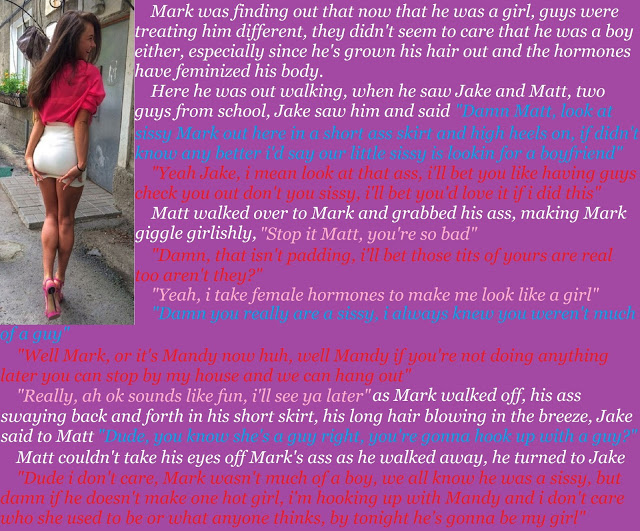 Mark was finding out that now that he was a girl, guys were
treating him different, they didn't seem to care that he was a boy
either, especially since he's grown his hair out and the hormones
have feminized his body.
Here he was out walking, when he saw Jake and Matt, two
guys from school, Jake saw him and said "Damn Matt, look at
sissy Mark out here in a short ass skirt and high heels on, if didn't
know any better i'd say our little sissy is lookin for a boyfriend"
"Yeah Jake, i mean look at that ass, i'll bet you like having guys
check you out don't you sissy, i'll bet you'd love it if i did this"
Matt walked over to Mark and grabbed his ass, making Mark
giggle girlishly, "Stop it Matt, you're so bad"
"Damn, that isn't padding, i'll bet those tits of yours are real
too aren't they?"
"Yeah, i take female hormones to make me look like a girl"
"Damn you really are a sissy, i always knew you weren't much
of a guy"
"Well Mark, or it's Mandy now huh, well Mandy if you're not doing anything
later you can stop by my house and we can hang out"
"Really, ah ok sounds like fun, i'll see ya later" as Mark walked off, his ass
swaying back and forth in his short skirt, his long hair blowing in the breeze, Jake
said to Matt "Dude, you know she's a guy right, you're gonna hook up with a guy?"
Matt couldn't take his eyes off Mark's ass as he walked away, he turned to Jake
"Dude i don't care, Mark wasn't much of a boy, we all know he was a sissy, but
damn if he doesn't make one hot girl, i'm hooking up with Mandy and i don't care
who she used to be or what anyone thinks, by tonight he's gonna be my girl"